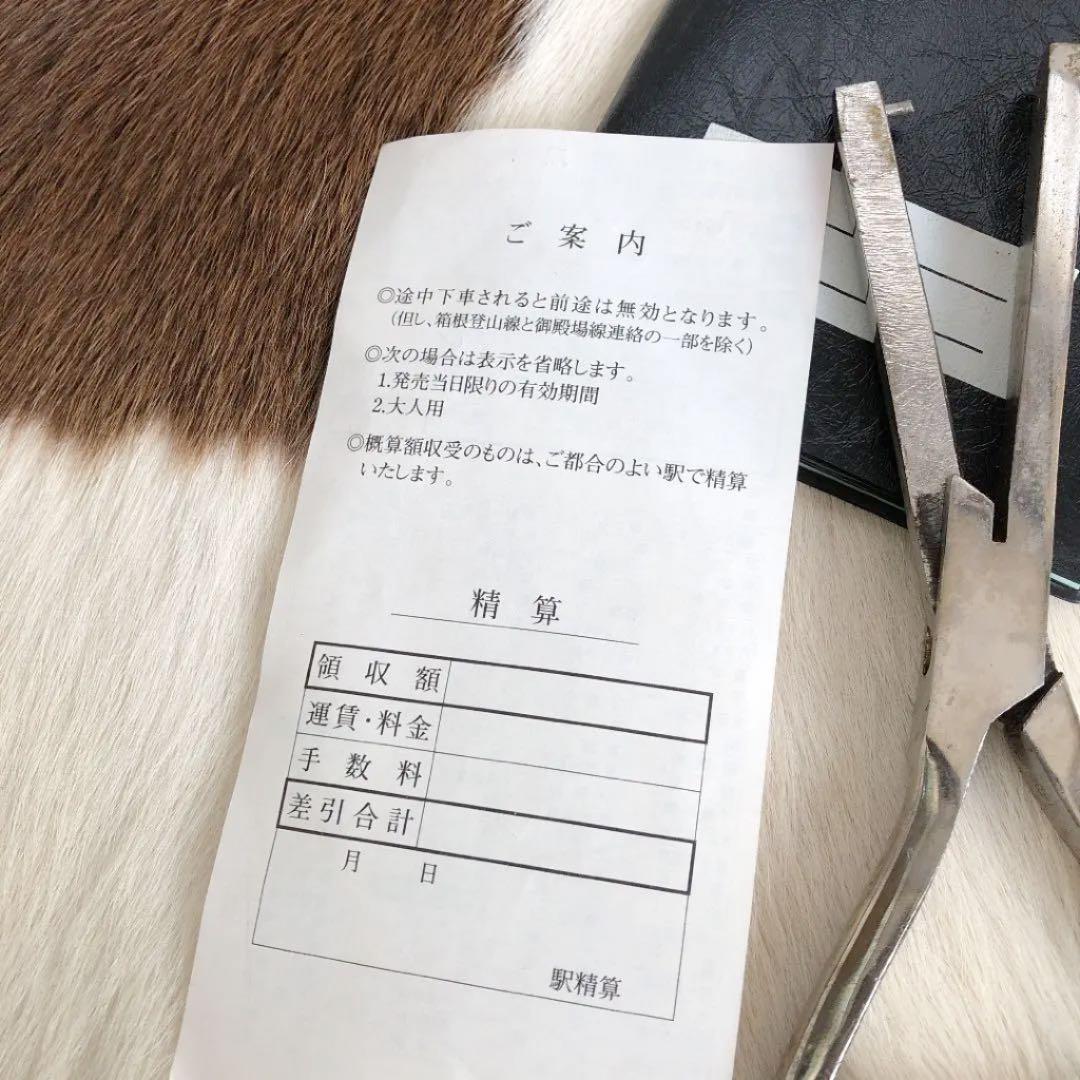 ご案内
◎途中下車されると前途は無効となります。
(但し、箱根登山線と御殿場線連絡の一部を除く)
◎次の場合は表示を省略します。
1.発売当日限りの有効期間
2.大人用
◎概算額収受のものは、ご都合のよい駅で精算
いたします。
精算
領収額
運賃・料金
手数料
差引合計
月 日
駅精算